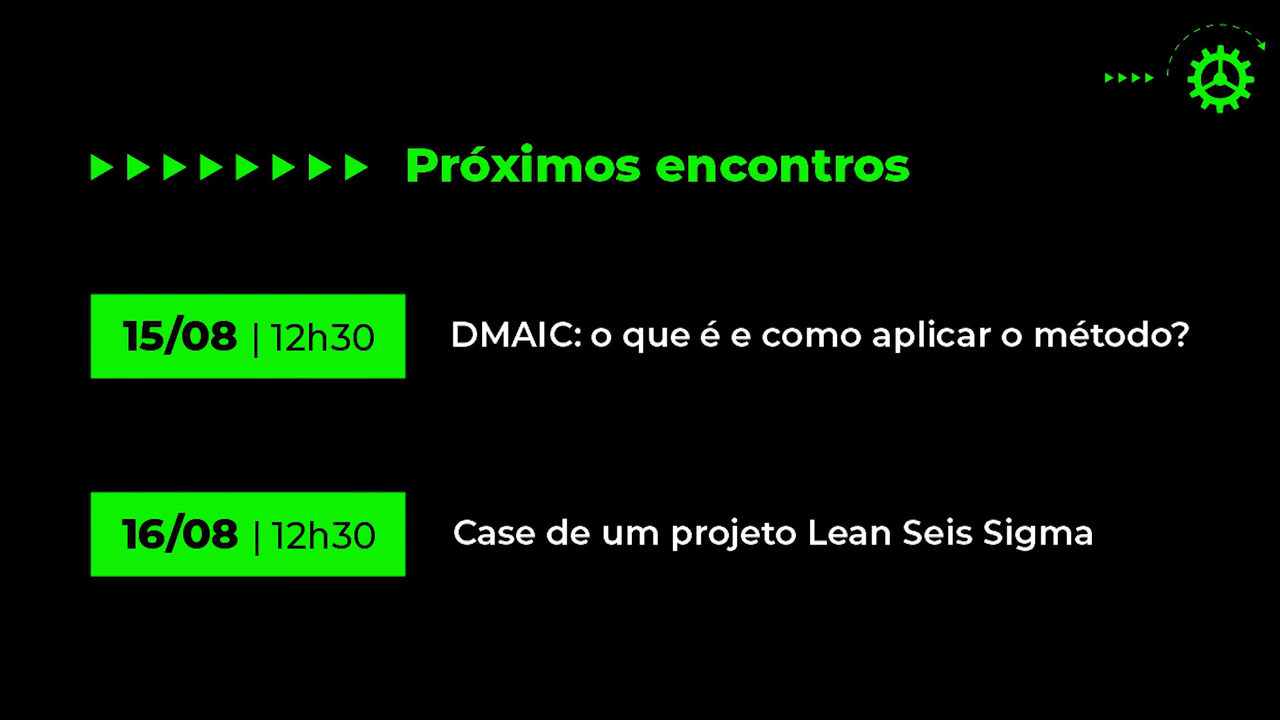 Próximos encontros
15/08 | 12h30
DMAIC: o que é e como aplicar o método?
16/08 | 12h30
Case de um projeto Lean Seis Sigma